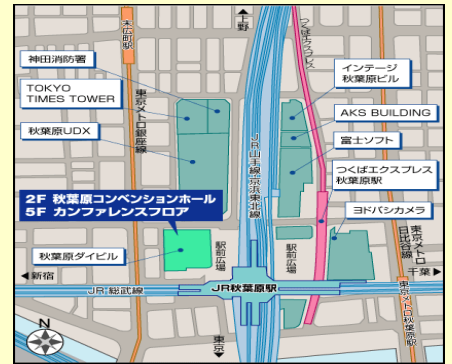 ▲上野
末広町駅
つくばエクスプレス
神田消防署
インテージ
秋葉原ビル
TOKYO
TIMES TOWER
東京メトロ銀座線
AKS BUILDING
秋葉原UDX
富士ソフト
JR山手線京浜東北線
つくばエクスプレス
秋葉原駅
2F 秋葉原コンベンションホール
5F カンファレンスフロア
ヨドバシカメラ
秋葉原ダイビル
駅前広場
駅前広場
東京メトロ
日比谷線
◀新宿
千葉▶
JR 総武線
JR秋葉原駅
東京メトロ秋葉原駅
N
東京▼